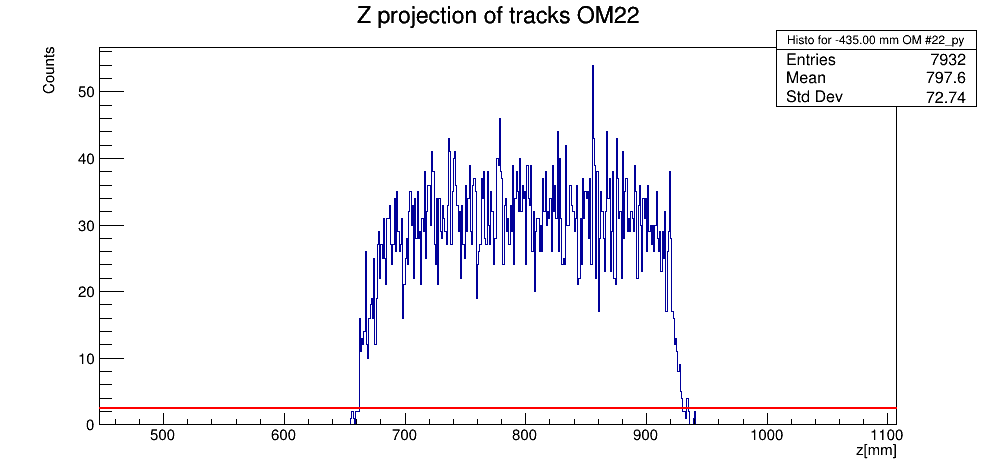 Z projection of tracks OM22
Histo for -435.00 mm OM #22_py
Entries 7932
Mean 797.6
Std Dev 72.74
Counts
50
40
30
20
10
0
500 600 700 800 900 1000 1100
z[mm]